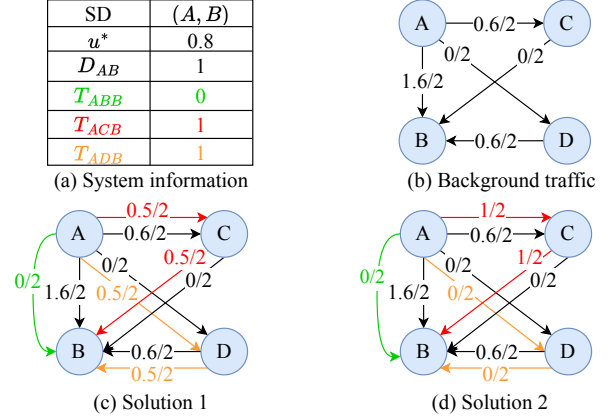 SD (A, B)
u* 0.8
D_AB 1
T_ABB 0
T_ACB 1
T_ADB 1
(a) System information
A 0.6/2 C
0/2 0/2
1.6/2
B 0.6/2 D
(b) Background traffic
0.5/2
A 0.6/2 C
0.5/2
0/2 0/2 0/2
1.6/2 0.5/2
B 0.6/2 D
0.5/2
(c) Solution 1
1/2
A 0.6/2 C
1/2
0/2 0/2 0/2
1.6/2 0/2
B 0.6/2 D
0/2
(d) Solution 2